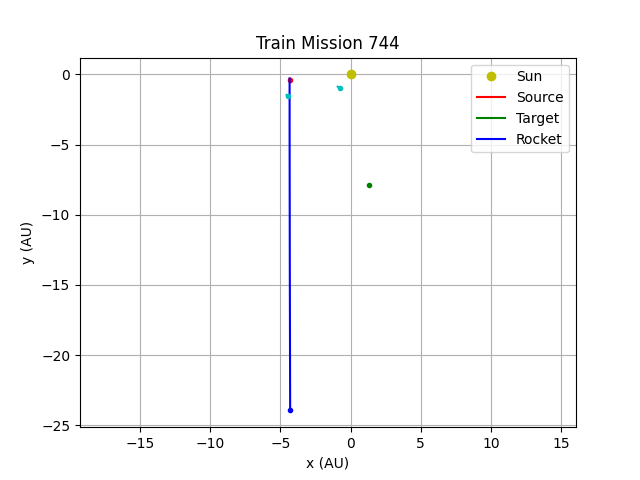 Train Mission 744
Sun
Source
Target
Rocket
0
−5
−10
−15
−20
−25
y (AU)
−15
−10
−5
0
5
10
15
x (AU)